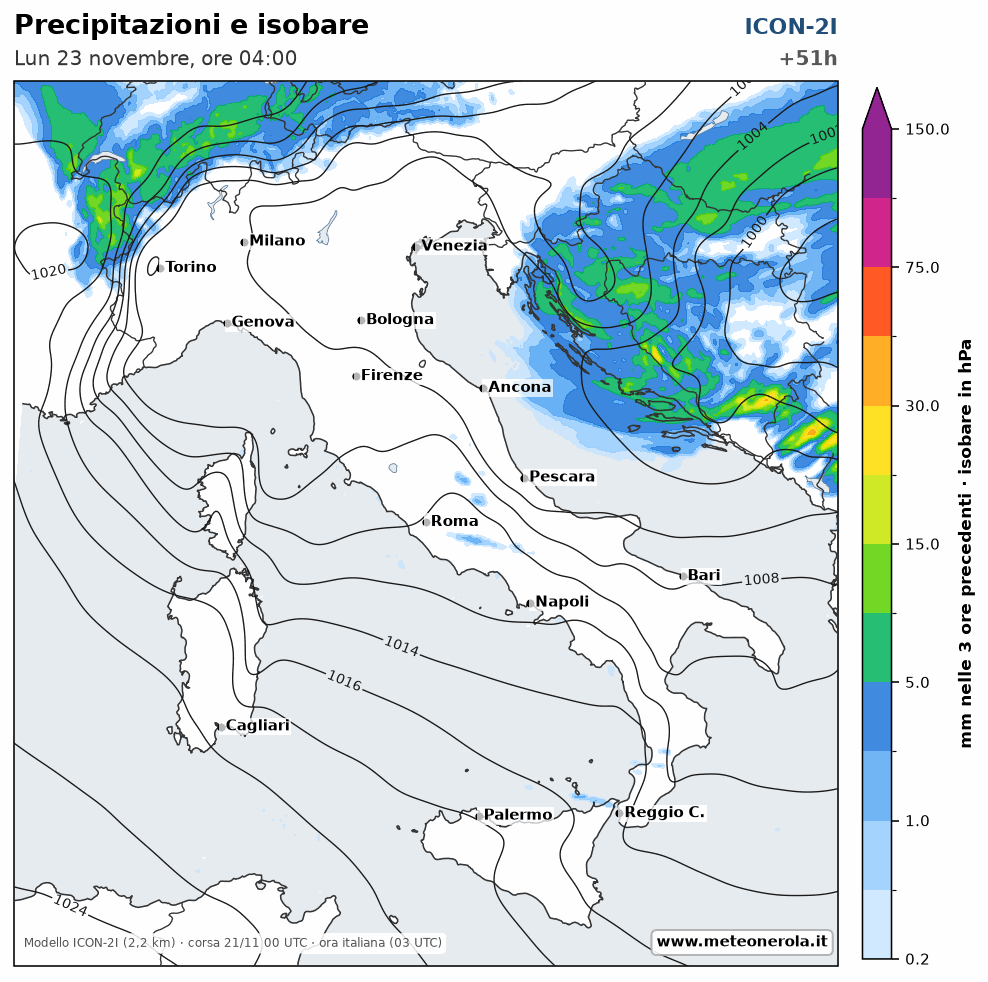 Precipitazioni e isobare
ICON-2I
Lun 23 novembre, ore 04:00
+51h
1004
1000
1020
Milano
Venezia
Torino
Genova
Bologna
Firenze
Ancona
Pescara
Roma
Bari
1008
Napoli
1014
1016
Cagliari
Palermo
Reggio C.
1024
Modello ICON-2I (2,2 km) · corsa 21/11 00 UTC · ora italiana (03 UTC)
www.meteonerola.it
150.0
75.0
30.0
15.0
5.0
1.0
0.2
mm nelle 3 ore precedenti · isobare in hPa